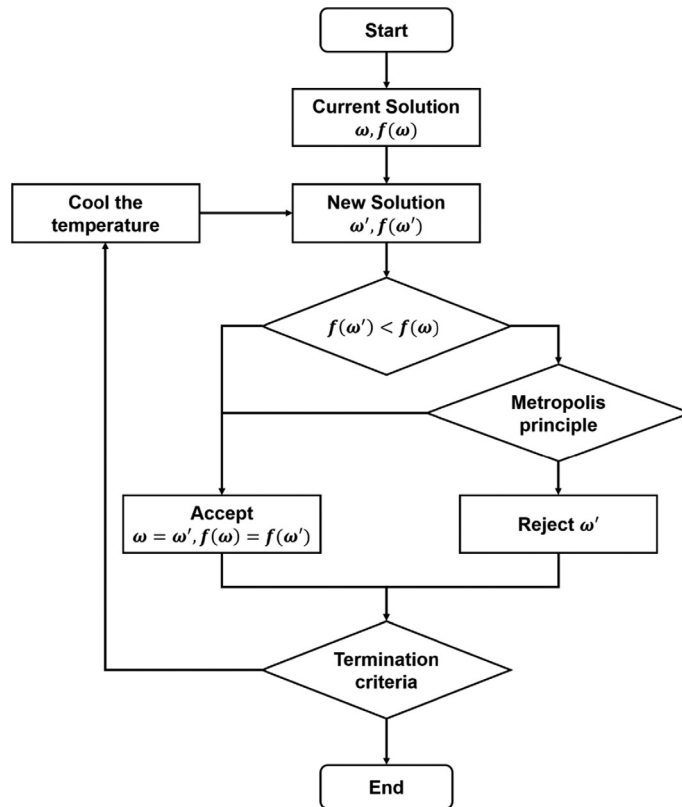 Start
Current Solution
ω, f(ω)
Cool the
temperature
New Solution
ω′, f(ω′)
f(ω′) < f(ω)
Metropolis
principle
Accept
ω = ω′, f(ω) = f(ω′)
Reject ω′
Termination
criteria
End